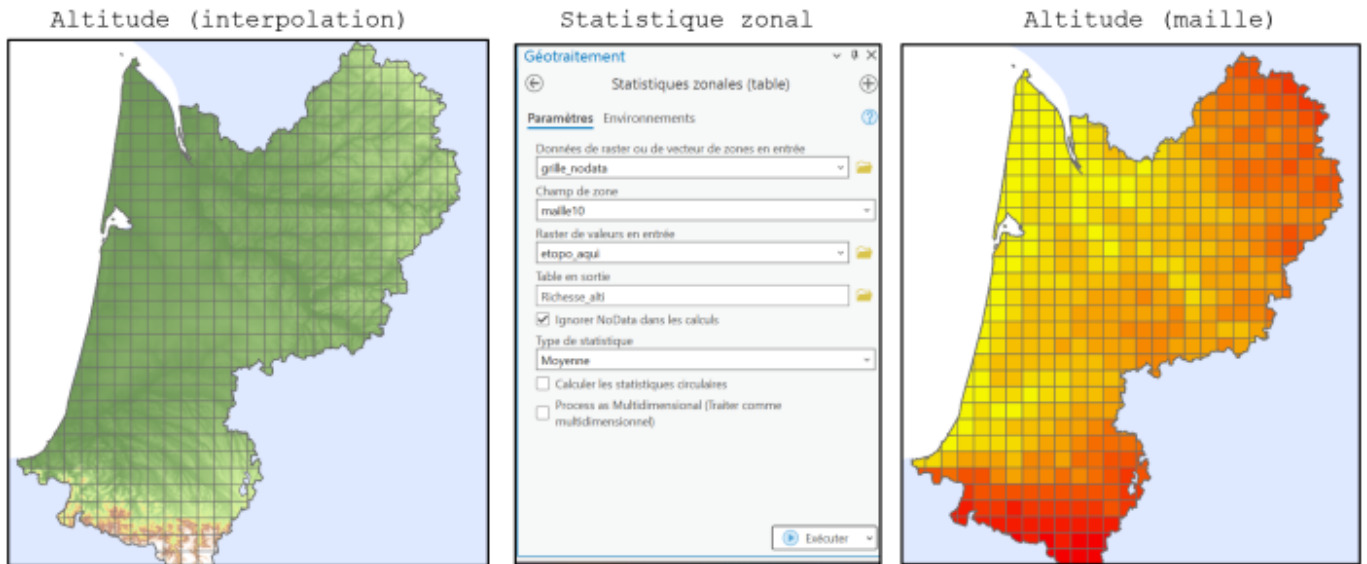 Altitude (interpolation)
Statistique zonal
Altitude (maille)
Géotraitement
Statistiques zonales (table)
Paramètres Environnements
Données de raster ou de vecteur de zones en entrée
grille_nodata
Champ de zone
maille10
Raster de valeurs en entrée
etopo_aqui
Table en sortie
Richesse_alti
Ignorer NoData dans les calculs
Type de statistique
Moyenne
Calculer les statistiques circulaires
Process as Multidimensional (Traiter comme
multidimensionnel)
Exécuter